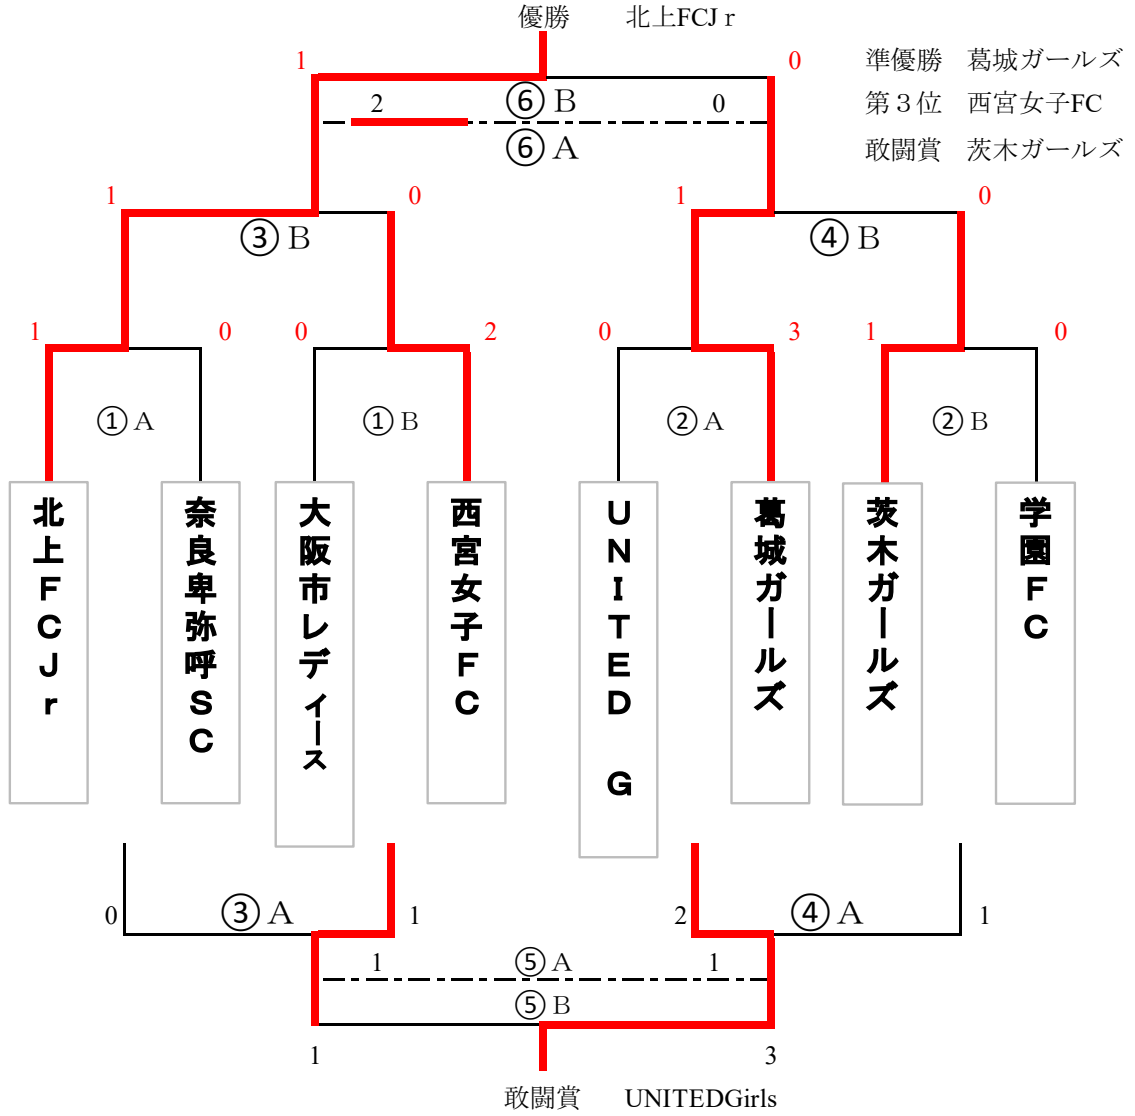 優勝 北上FCJｒ
準優勝 葛城ガールズ
第３位 西宮女子FC
敢闘賞 茨木ガールズ
1 0
⑥Ｂ
2 0
⑥Ａ
1 0 1 0
③Ｂ ④Ｂ
1 0 0 2 0 3 1 0
①Ａ ①Ｂ ②Ａ ②Ｂ
北上ＦＣＪｒ
奈良卑弥呼ＳＣ
大阪市レディース
西宮女子ＦＣ
ＵＮＩＴＥＤ Ｇ
葛城ガールズ
茨木ガールズ
学園ＦＣ
0 ③Ａ 1 2 ④Ａ 1
1 ⑤Ａ 1
⑤Ｂ
1 3
敢闘賞 UNITEDGirls